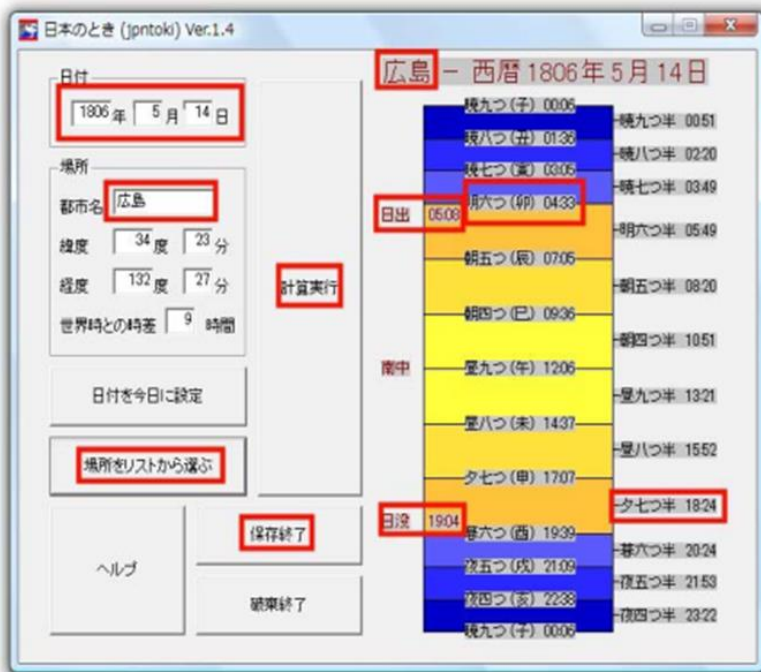 日本のとき (jpntoki) Ver.1.4
日付
1806 年 5 月 14 日
場所
都市名 広島
緯度 34 度 23 分
経度 132 度 27 分
世界時との時差 9 時間
日付を今日に設定
場所をリストから選ぶ
ヘルプ
計算実行
保存終了
破棄終了
広島 - 西暦1806年5月14日
暁九つ(子) 00:06
暁九つ半 00:51
暁八つ(丑) 01:36
暁八つ半 02:20
暁七つ(寅) 03:05
暁七つ半 03:49
明六つ(卯) 04:33
日出 05:08
明六つ半 05:49
朝五つ(辰) 07:05
朝五つ半 08:20
朝四つ(巳) 09:36
朝四つ半 10:51
南中
昼九つ(午) 12:06
昼九つ半 13:21
昼八つ(未) 14:37
昼八つ半 15:52
夕七つ(申) 17:07
夕七つ半 18:24
日没 19:04
暮六つ(酉) 19:39
暮六つ半 20:24
夜五つ(戌) 21:09
夜五つ半 21:53
夜四つ(亥) 22:38
夜四つ半 23:22
暁九つ(子) 00:06